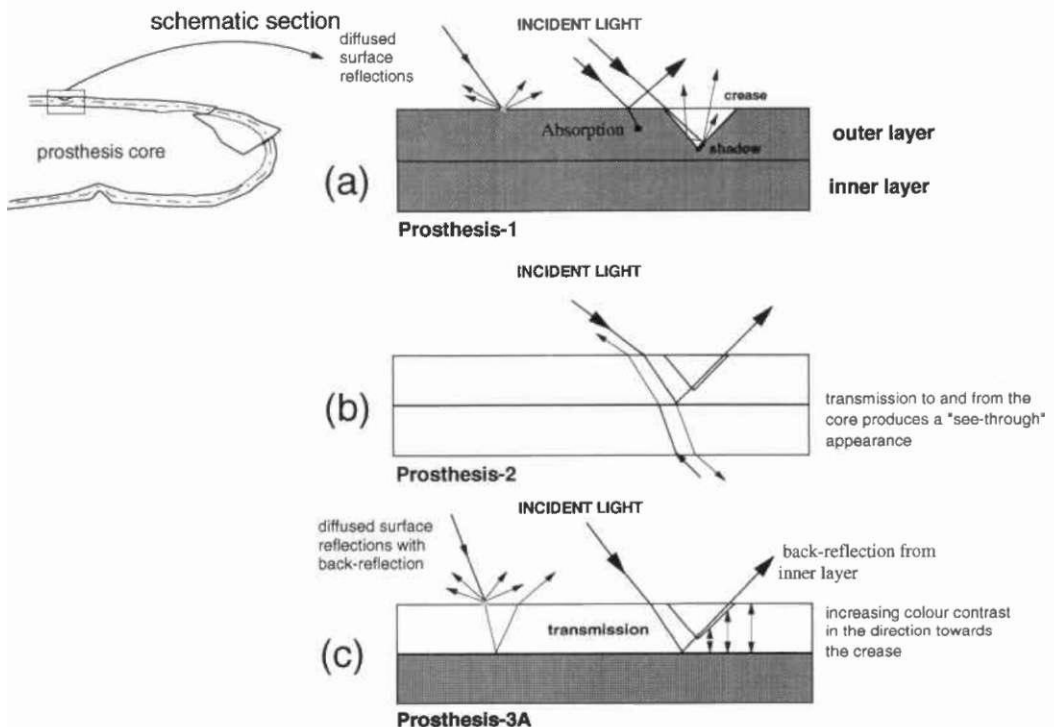 schematic section
diffused
surface
reflections
prosthesis core
(a)
INCIDENT LIGHT
crease
Absorption
shadow
outer layer
inner layer
Prosthesis-1
INCIDENT LIGHT
(b)
transmission to and from the
core produces a "see-through"
appearance
Prosthesis-2
INCIDENT LIGHT
diffused surface
reflections with
back-reflection
back-reflection from
inner layer
transmission
increasing colour contrast
in the direction towards
the crease
(c)
Prosthesis-3A